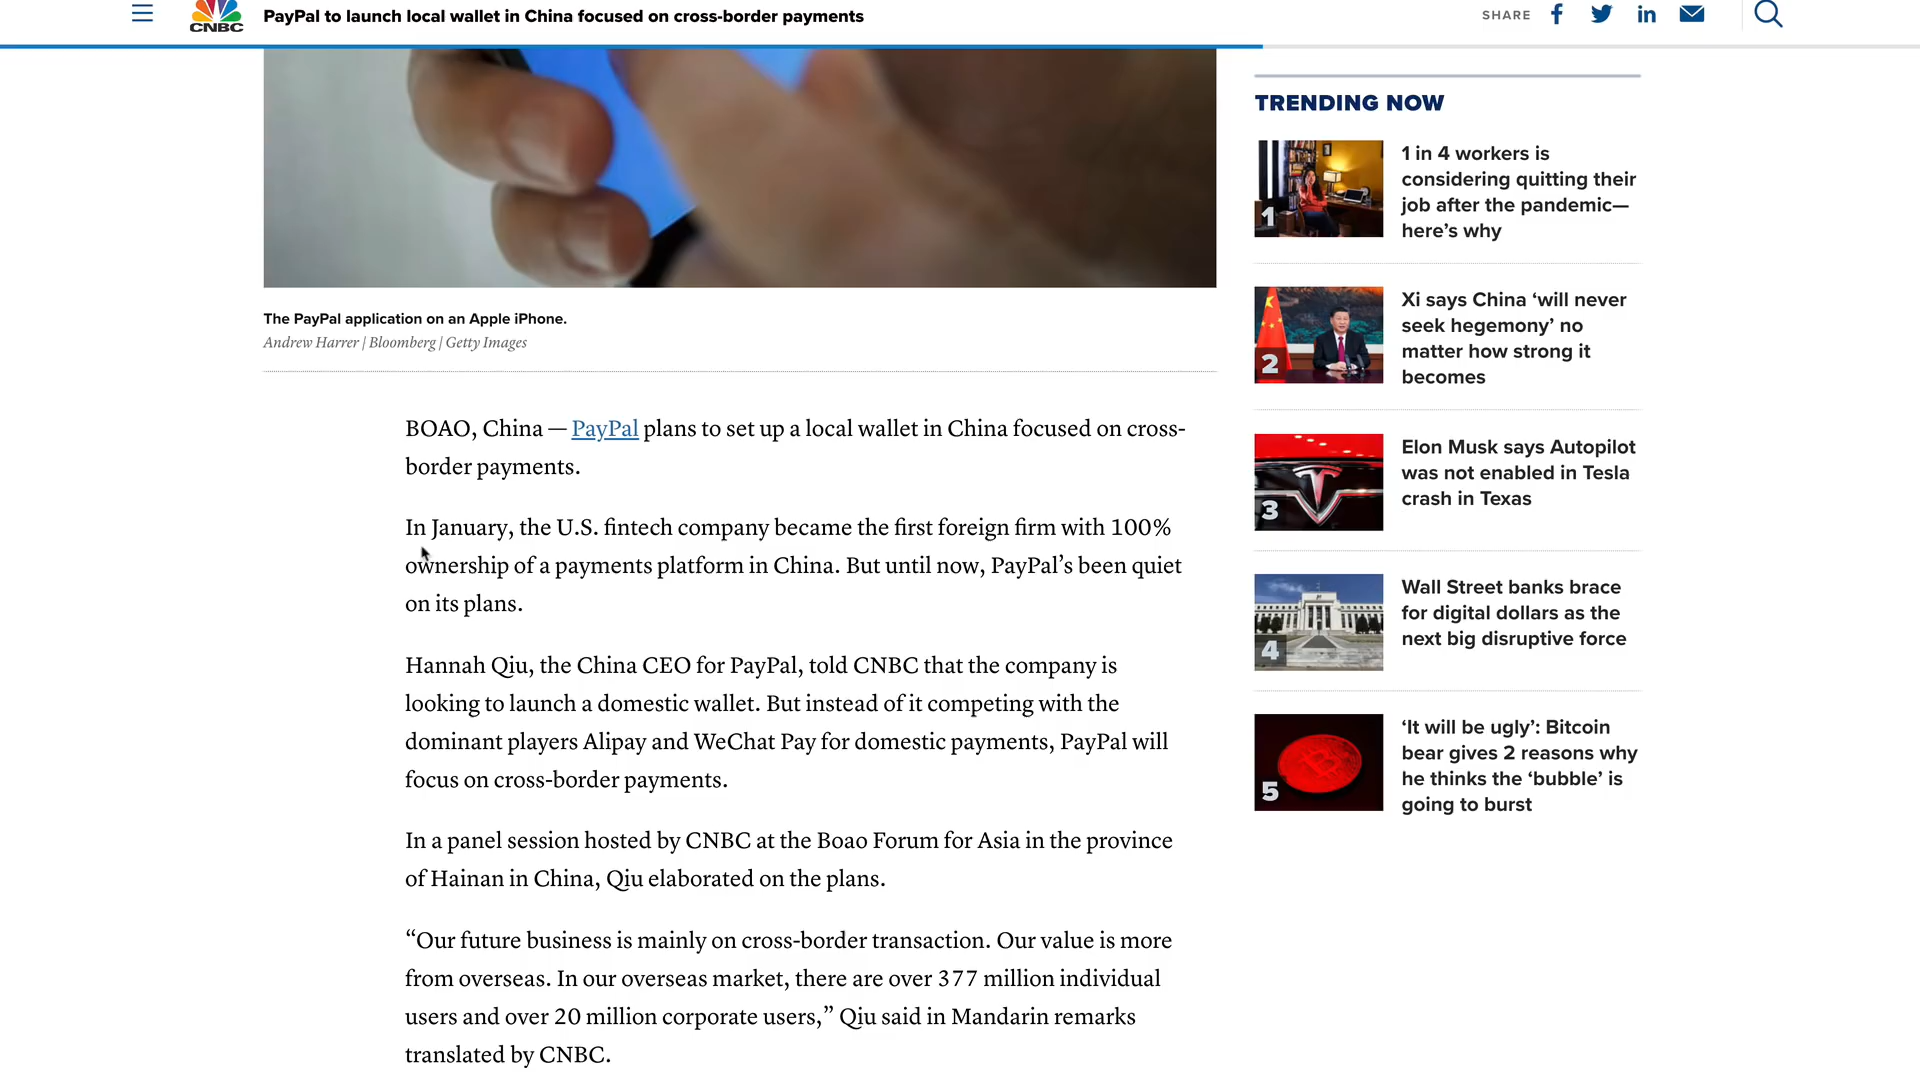 CNBC
PayPal to launch local wallet in China focused on cross-border payments
SHARE
The PayPal application on an Apple iPhone.
Andrew Harrer | Bloomberg | Getty Images
BOAO, China — PayPal plans to set up a local wallet in China focused on cross-
border payments.
In January, the U.S. fintech company became the first foreign firm with 100%
ownership of a payments platform in China. But until now, PayPal’s been quiet
on its plans.
Hannah Qiu, the China CEO for PayPal, told CNBC that the company is
looking to launch a domestic wallet. But instead of it competing with the
dominant players Alipay and WeChat Pay for domestic payments, PayPal will
focus on cross-border payments.
In a panel session hosted by CNBC at the Boao Forum for Asia in the province
of Hainan in China, Qiu elaborated on the plans.
“Our future business is mainly on cross-border transaction. Our value is more
from overseas. In our overseas market, there are over 377 million individual
users and over 20 million corporate users,” Qiu said in Mandarin remarks
translated by CNBC.
TRENDING NOW
1
1 in 4 workers is
considering quitting their
job after the pandemic—
here’s why
2
Xi says China ‘will never
seek hegemony’ no
matter how strong it
becomes
3
Elon Musk says Autopilot
was not enabled in Tesla
crash in Texas
4
Wall Street banks brace
for digital dollars as the
next big disruptive force
5
‘It will be ugly’: Bitcoin
bear gives 2 reasons why
he thinks the ‘bubble’ is
going to burst